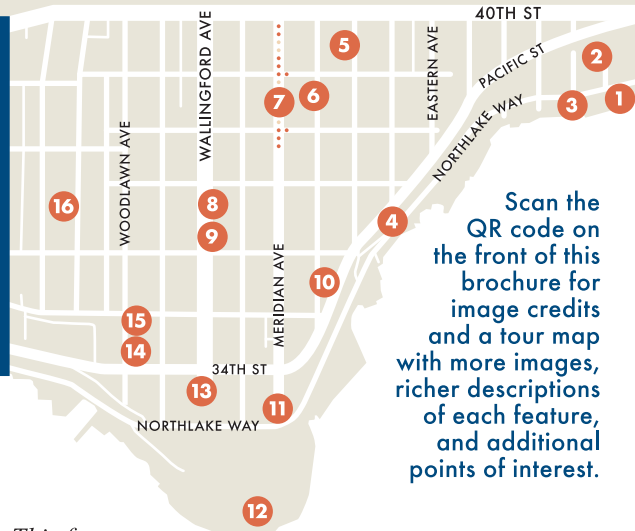 40TH ST
WALLINGFORD AVE
EASTERN AVE
PACIFIC ST
NORTHLAKE WAY
5
2
7
6
3
1
WOODLAWN AVE
16
8
9
4
MERIDIAN AVE
10
15
14
34TH ST
13
11
NORTHLAKE WAY
12
Scan the
QR code on
the front of this
brochure for
image credits
and a tour map
with more images,
richer descriptions
of each feature,
and additional
points of interest.